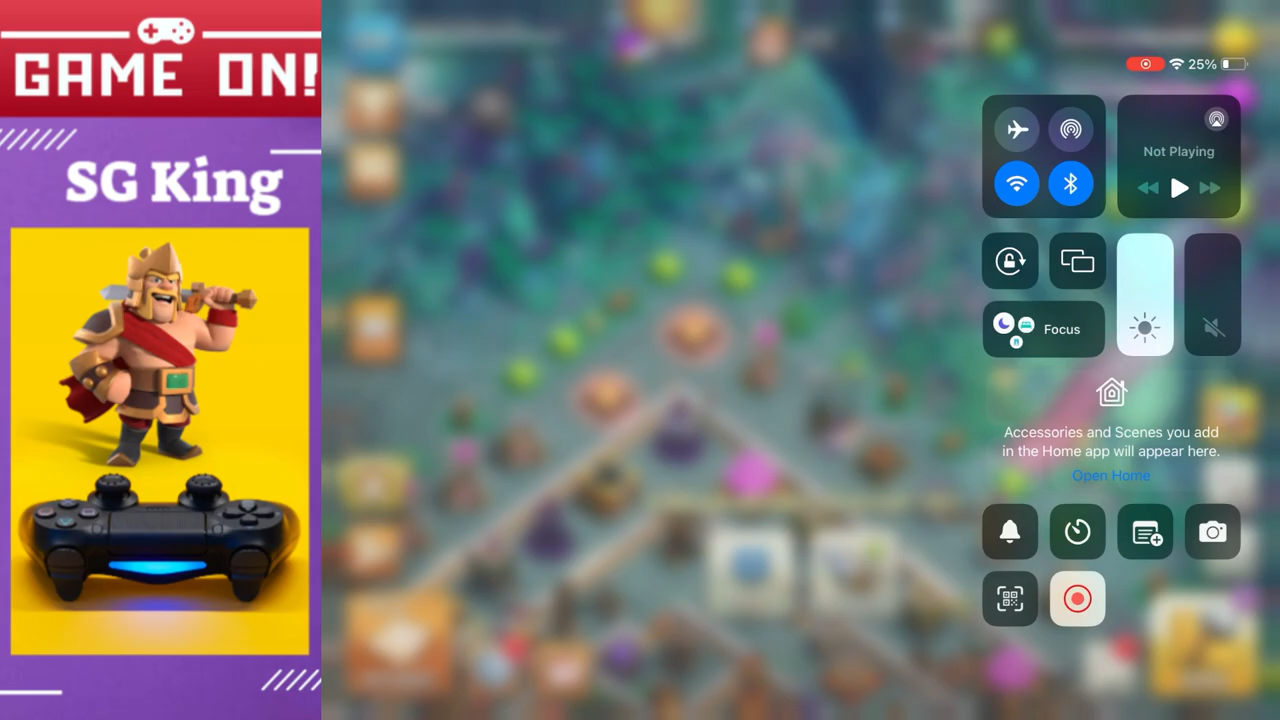 GAME ON!
SG King
25%
Not Playing
Focus
Accessories and Scenes you add
in the Home app will appear here.
Open Home